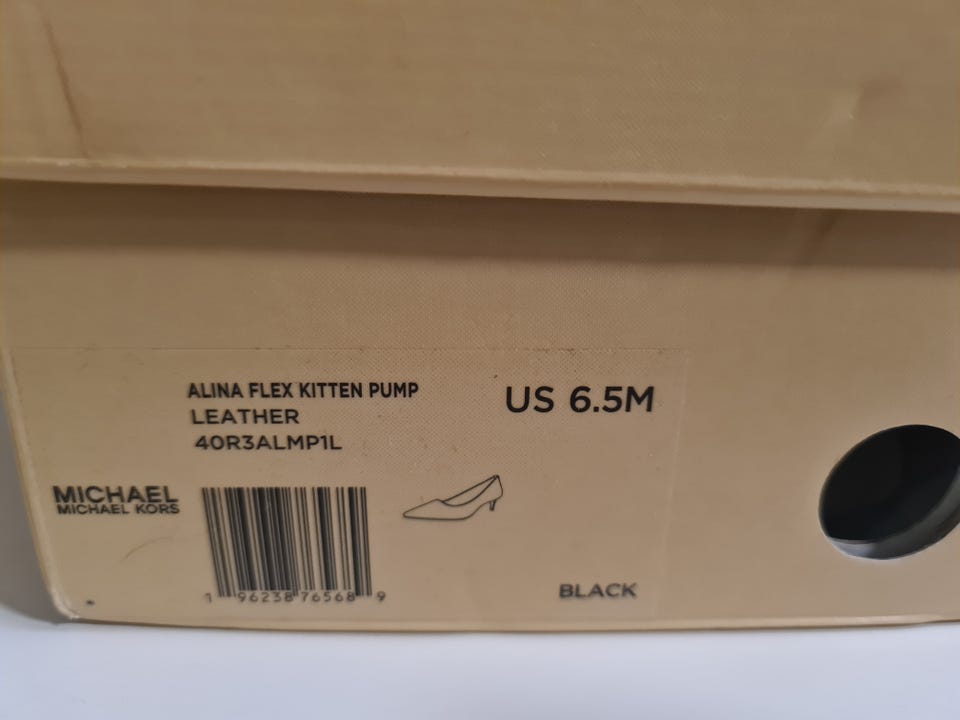 ALINA FLEX KITTEN PUMP
LEATHER
40R3ALMP1L
US 6.5M
MICHAEL
MICHAEL KORS
1 96238 76568 9
BLACK